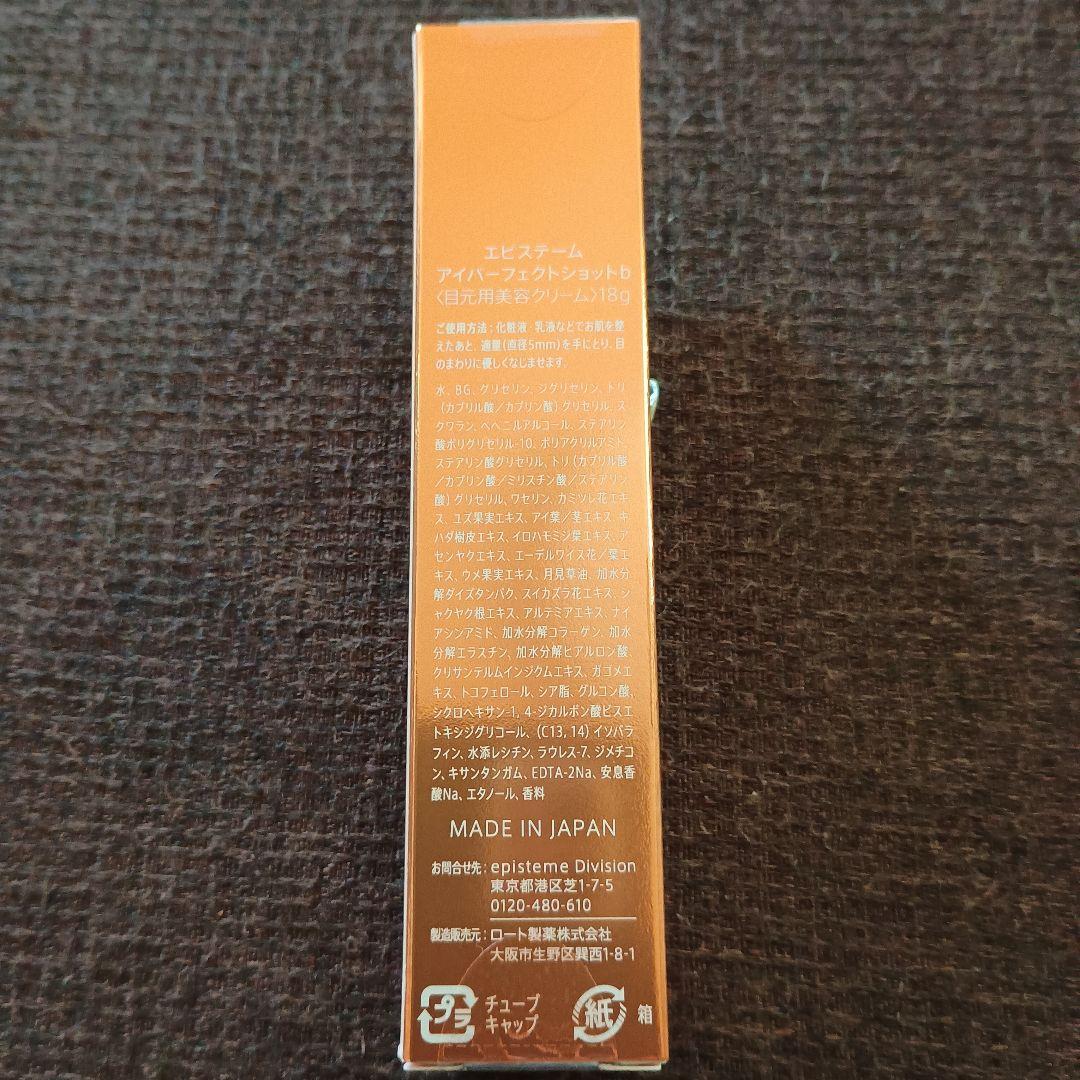 エピステーム
アイパーフェクトショットb
〈目元用美容クリーム〉18g
ご使用方法：化粧液・乳液などでお肌を整
えたあと、適量(直径5mm)を手にとり、目
のまわりに優しくなじませます。
水、BG、グリセリン、ジグリセリン、トリ
(カプリル酸／カプリン酸)グリセリル、ス
クワラン、ベヘニルアルコール、ステアリン
酸ポリグリセリル-10、ポリアクリルアミド、
ステアリン酸グリセリル、トリ(カプリル酸
／カプリン酸／ミリスチン酸／ステアリン
酸)グリセリル、ワセリン、カミツレ花エキ
ス、ユズ果実エキス、アイ葉／茎エキス、キ
ハダ樹皮エキス、イロハモミジ葉エキス、ア
センヤクエキス、エーデルワイス花／葉エ
キス、ウメ果実エキス、月見草油、加水分
解ダイズタンパク、スイカズラ花エキス、シ
ャクヤク根エキス、アルテミアエキス、ナイ
アシンアミド、加水分解コラーゲン、加水
分解エラスチン、加水分解ヒアルロン酸、
クリサンテルムインジクムエキス、ガゴメエ
キス、トコフェロール、シア脂、グルコン酸、
シクロヘキサン-1, 4-ジカルボン酸ビスエ
トキシジグリコール、(C13, 14)イソパラ
フィン、水添レシチン、ラウレス-7、ジメチコ
ン、キサンタンガム、EDTA-2Na、安息香
酸Na、エタノール、香料
MADE IN JAPAN
お問合せ先：episteme Division
東京都港区芝1-7-5
0120-480-610
製造販売元：ロート製薬株式会社
大阪市生野区巽西1-8-1
プラ チューブ
キャップ
紙 箱